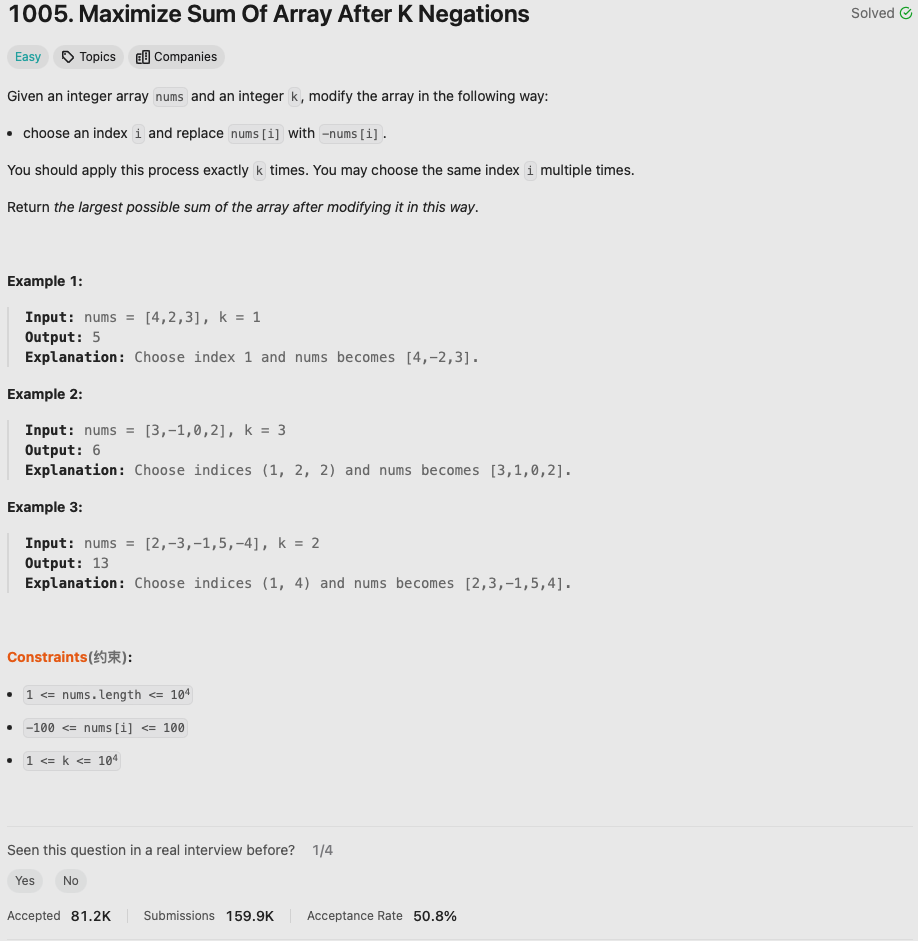 1005. Maximize Sum Of Array After K Negations
Solved
Easy Topics Companies
Given an integer array nums and an integer k, modify the array in the following way:
• choose an index i and replace nums[i] with -nums[i].
You should apply this process exactly k times. You may choose the same index i multiple times.
Return the largest possible sum of the array after modifying it in this way.
Example 1:
Input: nums = [4,2,3], k = 1
Output: 5
Explanation: Choose index 1 and nums becomes [4,-2,3].
Example 2:
Input: nums = [3,-1,0,2], k = 3
Output: 6
Explanation: Choose indices (1, 2, 2) and nums becomes [3,1,0,2].
Example 3:
Input: nums = [2,-3,-1,5,-4], k = 2
Output: 13
Explanation: Choose indices (1, 4) and nums becomes [2,3,-1,5,4].
Constraints(约束):
• 1 <= nums.length <= 10⁴
• -100 <= nums[i] <= 100
• 1 <= k <= 10⁴
Seen this question in a real interview before? 1/4
Yes No
Accepted 81.2K Submissions 159.9K Acceptance Rate 50.8%